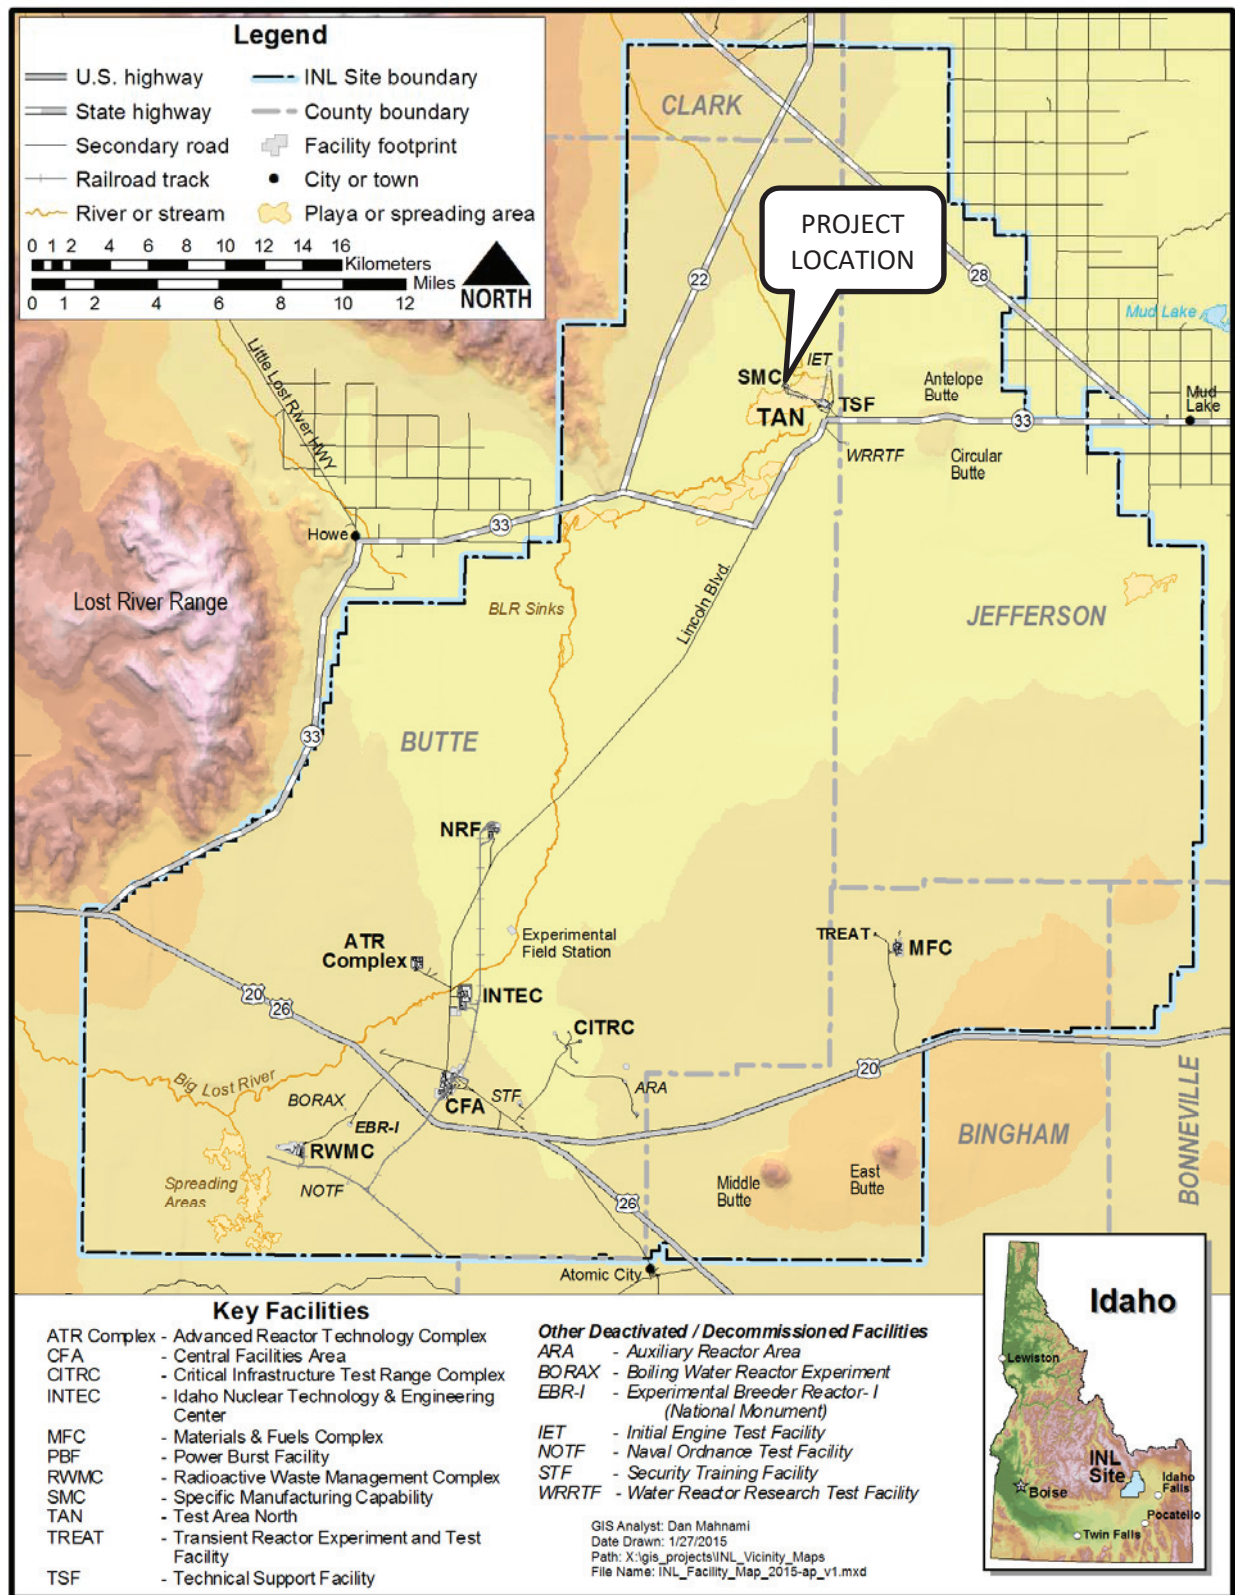 Legend
U.S. highway
State highway
Secondary road
Railroad track
River or stream
INL Site boundary
County boundary
Facility footprint
City or town
Playa or spreading area
0 1 2 4 6 8 10 12 14 16
Kilometers
Miles
0 1 2 4 6 8 10 12
NORTH
CLARK
PROJECT
LOCATION
22
28
Mud Lake
Little Lost River HWY
IET
SMC
TSF
TAN
Antelope
Butte
Mud
Lake
33
WRRTF
Circular
Butte
33
Howe
Lost River Range
BLR Sinks
Lincoln Blvd.
JEFFERSON
33
BUTTE
NRF
Experimental
Field Station
ATR
Complex
TREAT
MFC
20
26
INTEC
CITRC
20
Big Lost River
BORAX
STF
ARA
CFA
EBR-I
RWMC
BINGHAM
BONNEVILLE
Spreading
Areas
NOTF
Middle
Butte
East
Butte
26
Atomic City
Key Facilities
ATR Complex - Advanced Reactor Technology Complex
CFA - Central Facilities Area
CITRC - Critical Infrastructure Test Range Complex
INTEC - Idaho Nuclear Technology & Engineering
Center
MFC - Materials & Fuels Complex
PBF - Power Burst Facility
RWMC - Radioactive Waste Management Complex
SMC - Specific Manufacturing Capability
TAN - Test Area North
TREAT - Transient Reactor Experiment and Test
Facility
TSF - Technical Support Facility
Other Deactivated / Decommissioned Facilities
ARA - Auxiliary Reactor Area
BORAX - Boiling Water Reactor Experiment
EBR-I - Experimental Breeder Reactor- I
(National Monument)
IET - Initial Engine Test Facility
NOTF - Naval Ordnance Test Facility
STF - Security Training Facility
WRRTF - Water Reactor Research Test Facility
GIS Analyst: Dan Mahnami
Date Drawn: 1/27/2015
Path: X:\gis_projects\INL_Vicinity_Maps
File Name: INL_Facility_Map_2015-ap_v1.mxd
Idaho
Lewiston
INL
Site
Boise
Idaho
Falls
Pocatello
Twin Falls